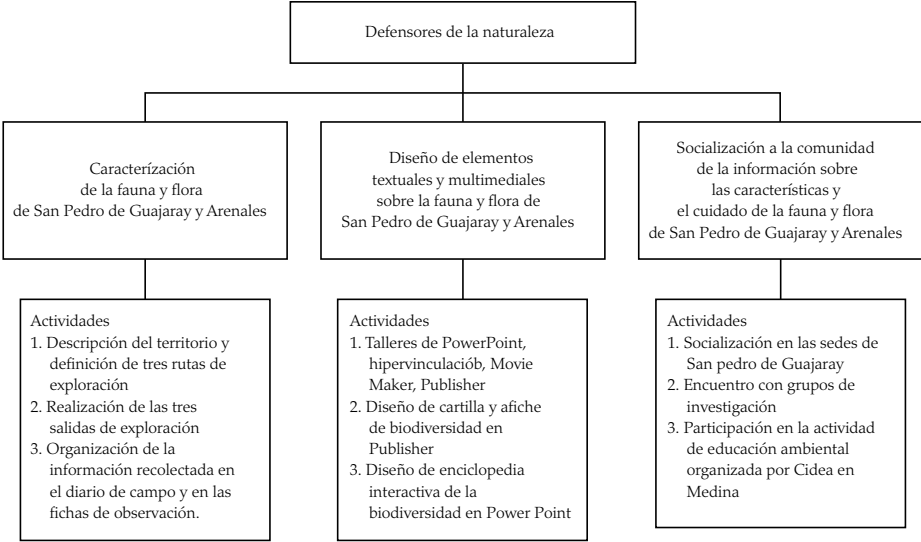 Defensores de la naturaleza
Caracterízación
de la fauna y flora
de San Pedro de Guajaray y Arenales
Diseño de elementos
textuales y multimediales
sobre la fauna y flora de
San Pedro de Guajaray y Arenales
Socialización a la comunidad
de la información sobre
las características y
el cuidado de la fauna y flora
de San Pedro de Guajaray y Arenales
Actividades
1. Descripción del territorio y
definición de tres rutas de
exploración
2. Realización de las tres
salidas de exploración
3. Organización de la
información recolectada en
el diario de campo y en las
fichas de observación.
Actividades
1. Talleres de PowerPoint,
hipervinculaciób, Movie
Maker, Publisher
2. Diseño de cartilla y afiche
de biodiversidad en
Publisher
3. Diseño de enciclopedia
interactiva de la
biodiversidad en Power Point
Actividades
1. Socialización en las sedes de
San pedro de Guajaray
2. Encuentro con grupos de
investigación
3. Participación en la actividad
de educación ambiental
organizada por Cidea en
Medina